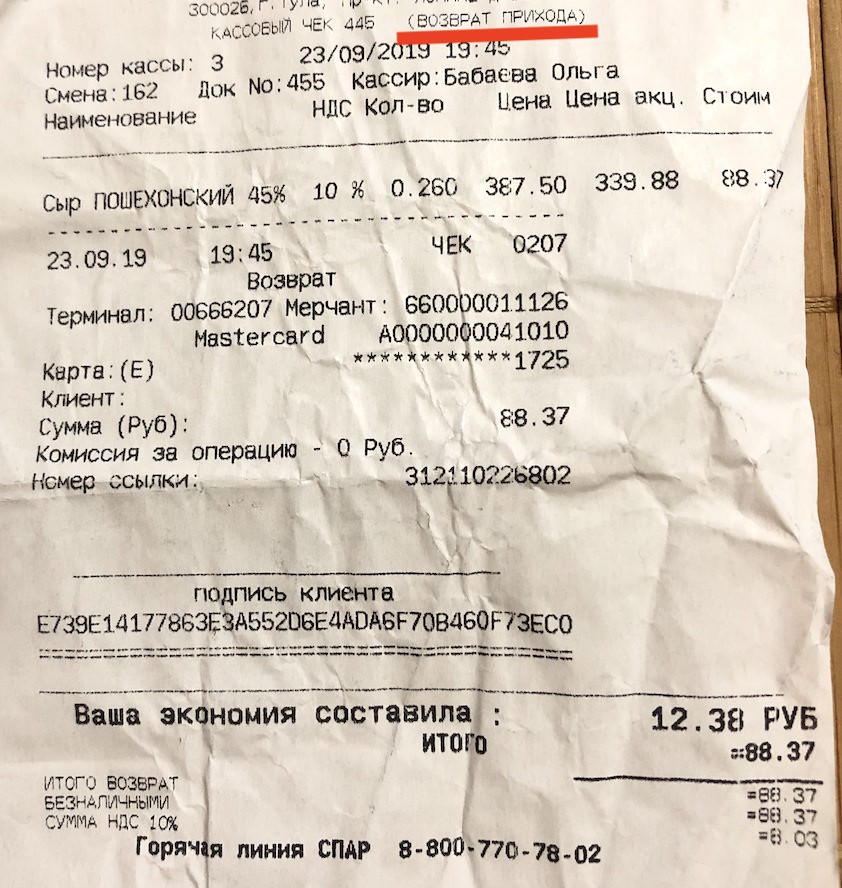 300026, г. Тула,
КАССОВЫЙ ЧЕК 445 (ВОЗВРАТ ПРИХОДА)
Номер кассы: 3 23/09/2019 19:45
Смена:162 Док No:455 Кассир:Бабаева Ольга
Наименование НДС Кол-во Цена Цена акц. Стоим
Сыр ПОШЕХОНСКИЙ 45% 10 % 0.260 387.50 339.88 88.37
23.09.19 19:45 ЧЕК 0207
Возврат
Терминал: 00666207 Мерчант: 660000011126
Mastercard A0000000041010
Карта:(E) ************1725
Клиент:
Сумма (Руб): 88.37
Комиссия за операцию - 0 Руб.
Номер ссылки: 312110226802
подпись клиента
E739E14177863E3A552D6E4ADA6F70B460F73EC0
Ваша экономия составила : 12.38 РУБ
ИТОГО =88.37
ИТОГО ВОЗВРАТ =88.37
БЕЗНАЛИЧНЫМИ =88.37
СУММА НДС 10% =8.03
Горячая линия СПАР 8-800-770-78-02